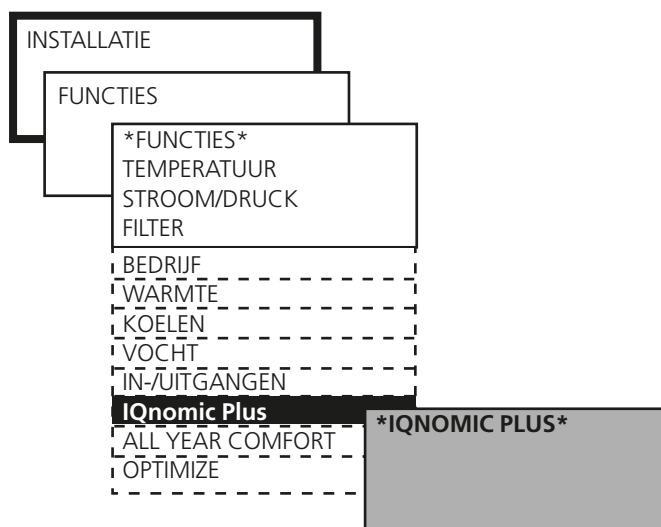 INSTALLATIE
FUNCTIES
*FUNCTIES*
TEMPERATUUR
STROOM/DRUCK
FILTER
BEDRIJF
WARMTE
KOELEN
VOCHT
IN-/UITGANGEN
IQnomic Plus
ALL YEAR COMFORT
OPTIMIZE
*IQNOMIC PLUS*